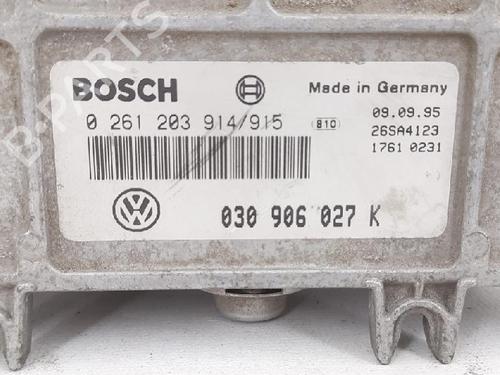 BOSCH
Made in Germany
0 261 203 914/915
810
09.09.95
26SA4123
1761 0231
030 906 027 K
B-PARTS